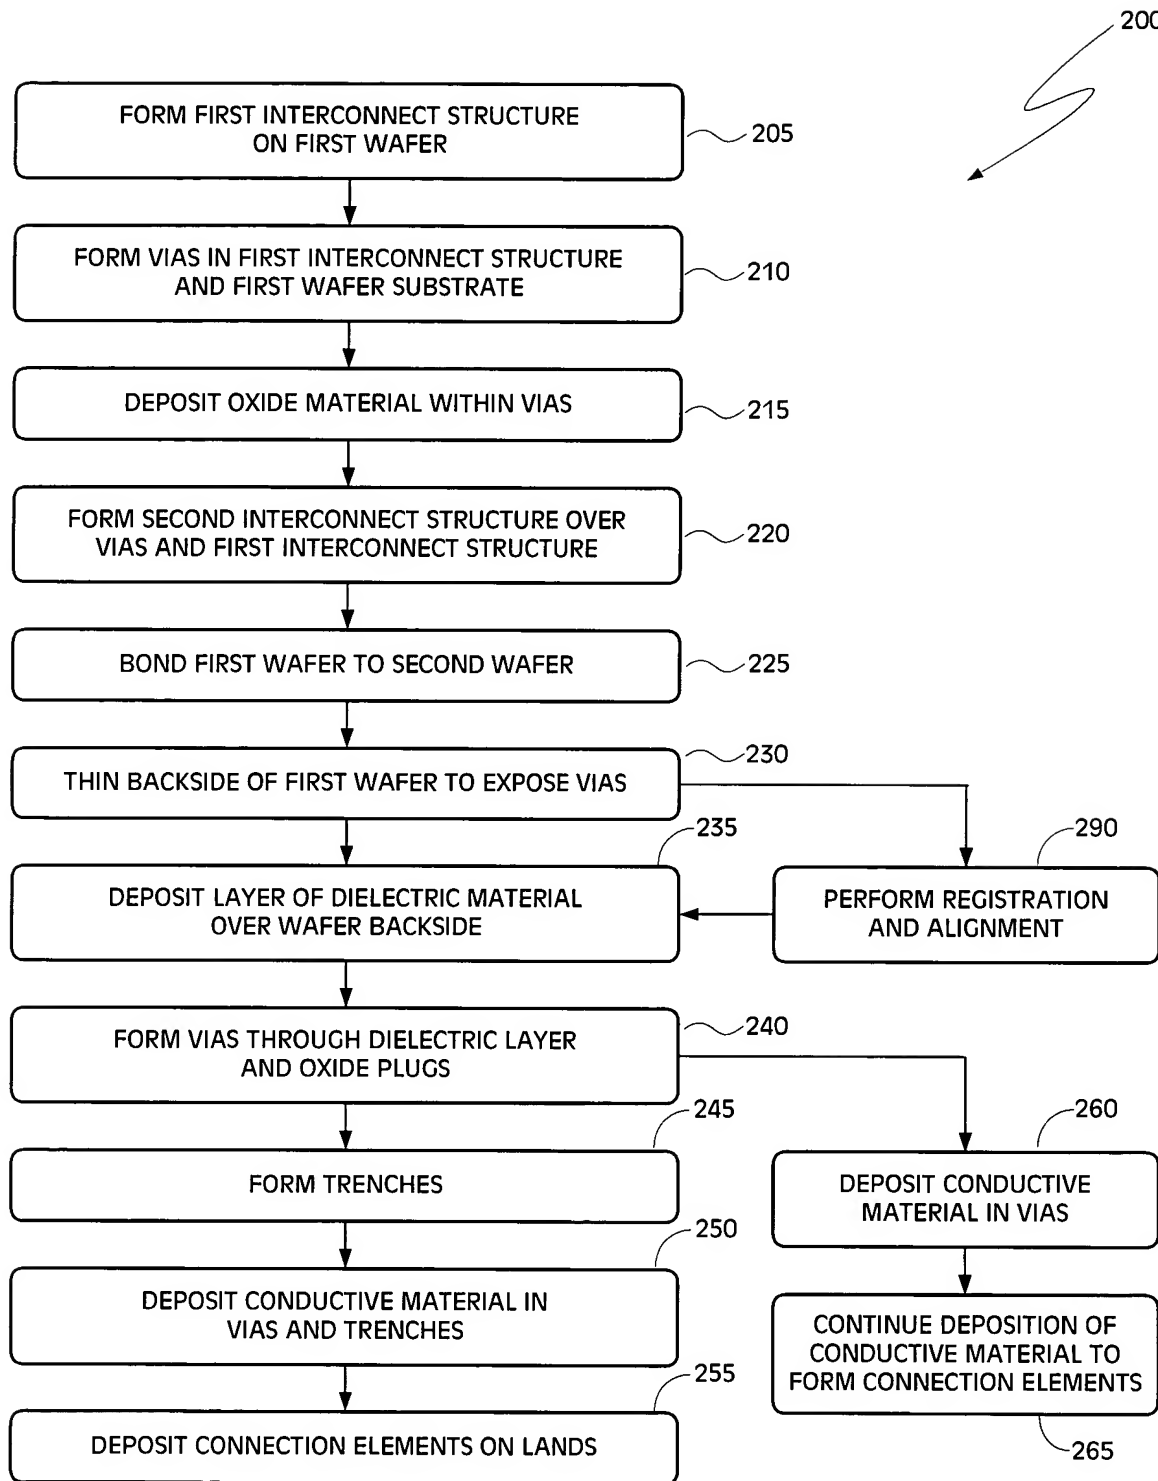 200
FORM FIRST INTERCONNECT STRUCTURE
ON FIRST WAFER
205
FORM VIAS IN FIRST INTERCONNECT STRUCTURE
AND FIRST WAFER SUBSTRATE
210
DEPOSIT OXIDE MATERIAL WITHIN VIAS
215
FORM SECOND INTERCONNECT STRUCTURE OVER
VIAS AND FIRST INTERCONNECT STRUCTURE
220
BOND FIRST WAFER TO SECOND WAFER
225
THIN BACKSIDE OF FIRST WAFER TO EXPOSE VIAS
230
235
DEPOSIT LAYER OF DIELECTRIC MATERIAL
OVER WAFER BACKSIDE
290
PERFORM REGISTRATION
AND ALIGNMENT
FORM VIAS THROUGH DIELECTRIC LAYER
AND OXIDE PLUGS
240
245
FORM TRENCHES
260
DEPOSIT CONDUCTIVE
MATERIAL IN VIAS
250
DEPOSIT CONDUCTIVE MATERIAL IN
VIAS AND TRENCHES
CONTINUE DEPOSITION OF
CONDUCTIVE MATERIAL TO
FORM CONNECTION ELEMENTS
265
255
DEPOSIT CONNECTION ELEMENTS ON LANDS